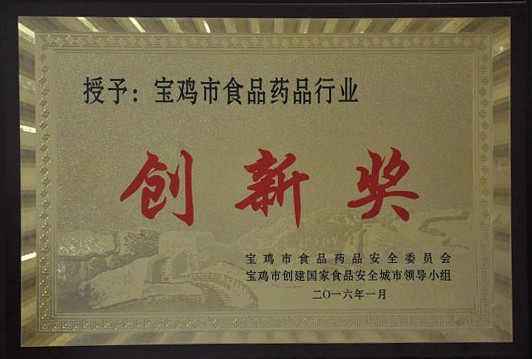 授予：宝鸡市食品药品行业
创新奖
宝鸡市食品药品安全委员会
宝鸡市创建国家食品安全城市领导小组
二〇一六年一月